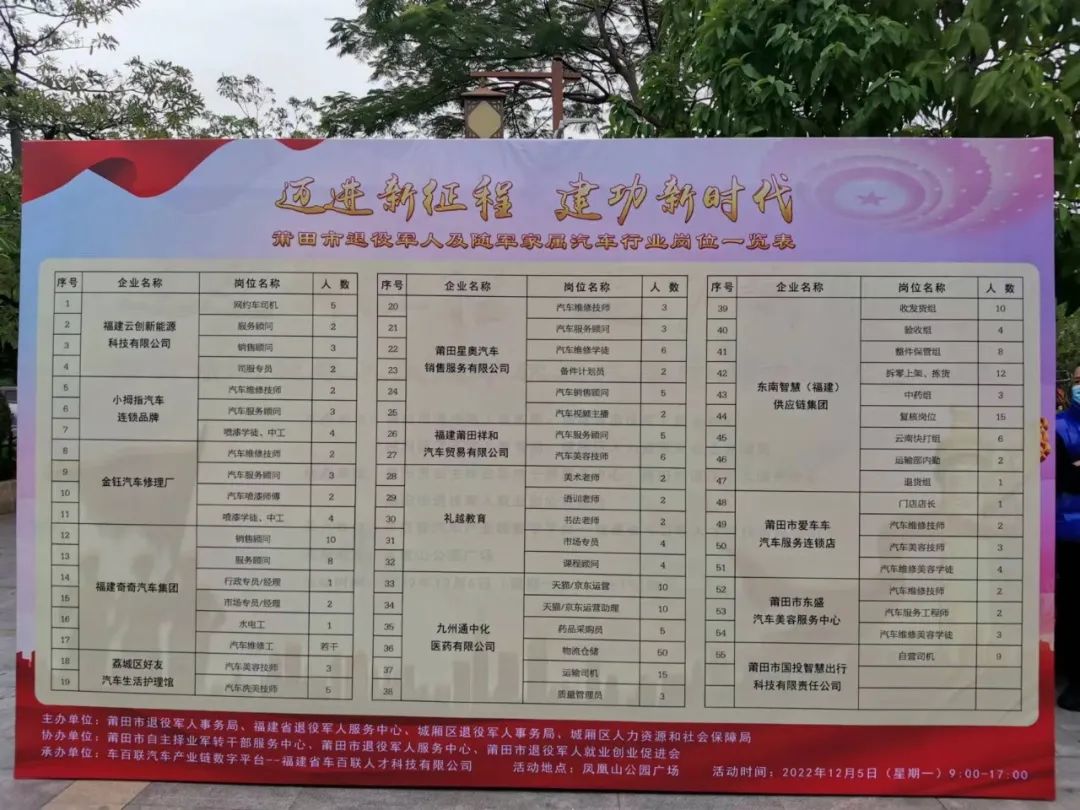 迈进新征程 建功新时代
莆田市退役军人及随军家属汽车行业岗位一览表
序号 企业名称 岗位名称 人数
1 福建云创新能源科技有限公司 网约车司机 5
2 服务顾问 2
3 销售顾问 3
4 司服专员 2
5 小拇指汽车连锁品牌 汽车维修技师 2
6 汽车服务顾问 3
7 喷漆学徒、中工 4
8 金钰汽车修理厂 汽车维修技师 2
9 汽车服务顾问 3
10 汽车喷漆师傅 2
11 喷漆学徒、中工 4
12 福建奇奇汽车集团 销售顾问 10
13 服务顾问 8
14 行政专员/经理 1
15 市场专员/经理 2
16 水电工 1
17 汽车维修工 若干
18 荔城区好友汽车生活护理馆 汽车美容技师 3
19 汽车洗美技师 5
序号 企业名称 岗位名称 人数
20 莆田星奥汽车销售服务有限公司 汽车维修技师 3
21 汽车服务顾问 3
22 汽车维修学徒 6
23 备件计划员 2
24 汽车销售顾问 5
25 汽车视频主播 2
26 福建莆田祥和汽车贸易有限公司 汽车服务顾问 5
27 汽车美容技师 6
28 礼越教育 美术老师 2
29 语训老师 2
30 书法老师 2
31 市场专员 4
32 课程顾问 4
33 九州通中化医药有限公司 天猫/京东运营 10
34 天猫/京东运营助理 10
35 药品采购员 5
36 物流仓储 50
37 运输司机 15
38 质量管理员 3
序号 企业名称 岗位名称 人数
39 东南智慧（福建）供应链集团 收发货组 10
40 验收组 4
41 整件保管组 8
42 拆零上架、拣货 12
43 中药组 3
44 复核岗位 15
45 云南快打组 6
46 运输部内勤 2
47 退货组 1
48 莆田市爱车车汽车服务连锁店 门店店长 1
49 汽车维修技师 2
50 汽车美容技师 3
51 汽车维修美容学徒 4
52 莆田市东盛汽车美容服务中心 汽车维修技师 2
53 汽车服务工程师 2
54 汽车维修美容学徒 3
55 莆田市国投智慧出行科技有限责任公司 自营司机 9
主办单位：莆田市退役军人事务局、福建省退役军人服务中心、城厢区退役军人事务局、城厢区人力资源和社会保障局
协办单位：莆田市自主择业军转干部服务中心、莆田市退役军人服务中心、莆田市退役军人就业创业促进会
承办单位：车百联汽车产业链数字平台--福建省车百联人才科技有限公司 活动地点：凤凰山公园广场 活动时间：2022年12月5日（星期一）9:00-17:00